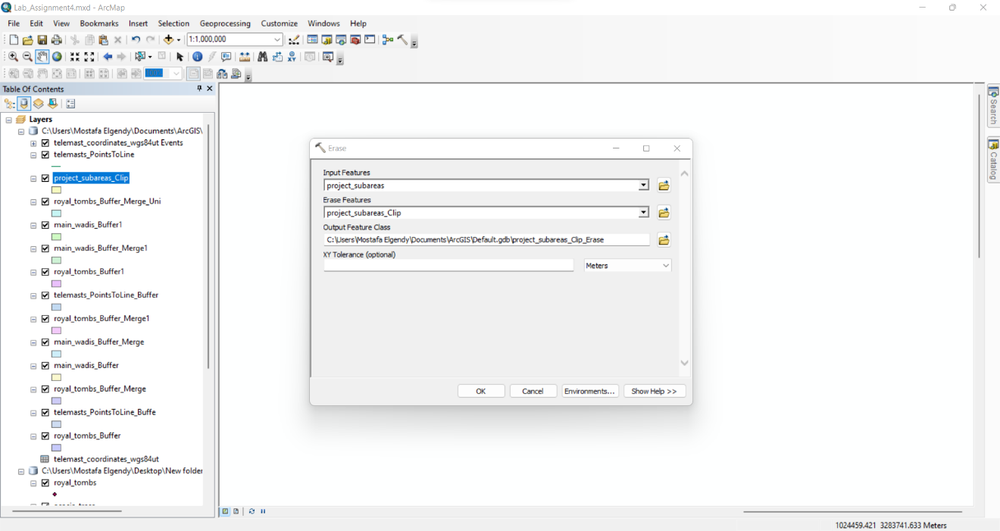 Lab_Assignment4.mxd - ArcMap
File Edit View Bookmarks Insert Selection Geoprocessing Customize Windows Help
1:1,000,000
Table Of Contents
Layers
C:\Users\Mostafa Elgendy\Documents\ArcGIS\
telemast_coordinates_wgs84ut Events
telemasts_PointsToLine
project_subareas_Clip
royal_tombs_Buffer_Merge_Uni
main_wadis_Buffer1
main_wadis_Buffer_Merge1
royal_tombs_Buffer1
telemasts_PointsToLine_Buffer
royal_tombs_Buffer_Merge1
main_wadis_Buffer_Merge
main_wadis_Buffer
royal_tombs_Buffer_Merge
telemasts_PointsToLine_Buffe
royal_tombs_Buffer
telemast_coordinates_wgs84ut
C:\Users\Mostafa Elgendy\Desktop\New folder
royal_tombs
Erase
Input Features
project_subareas
Erase Features
project_subareas_Clip
Output Feature Class
C:\Users\Mostafa Elgendy\Documents\ArcGIS\Default.gdb\project_subareas_Clip_Erase
XY Tolerance (optional)
Meters
OK Cancel Environments... Show Help >>
Search
Catalog
1024459.421 3283741.633 Meters